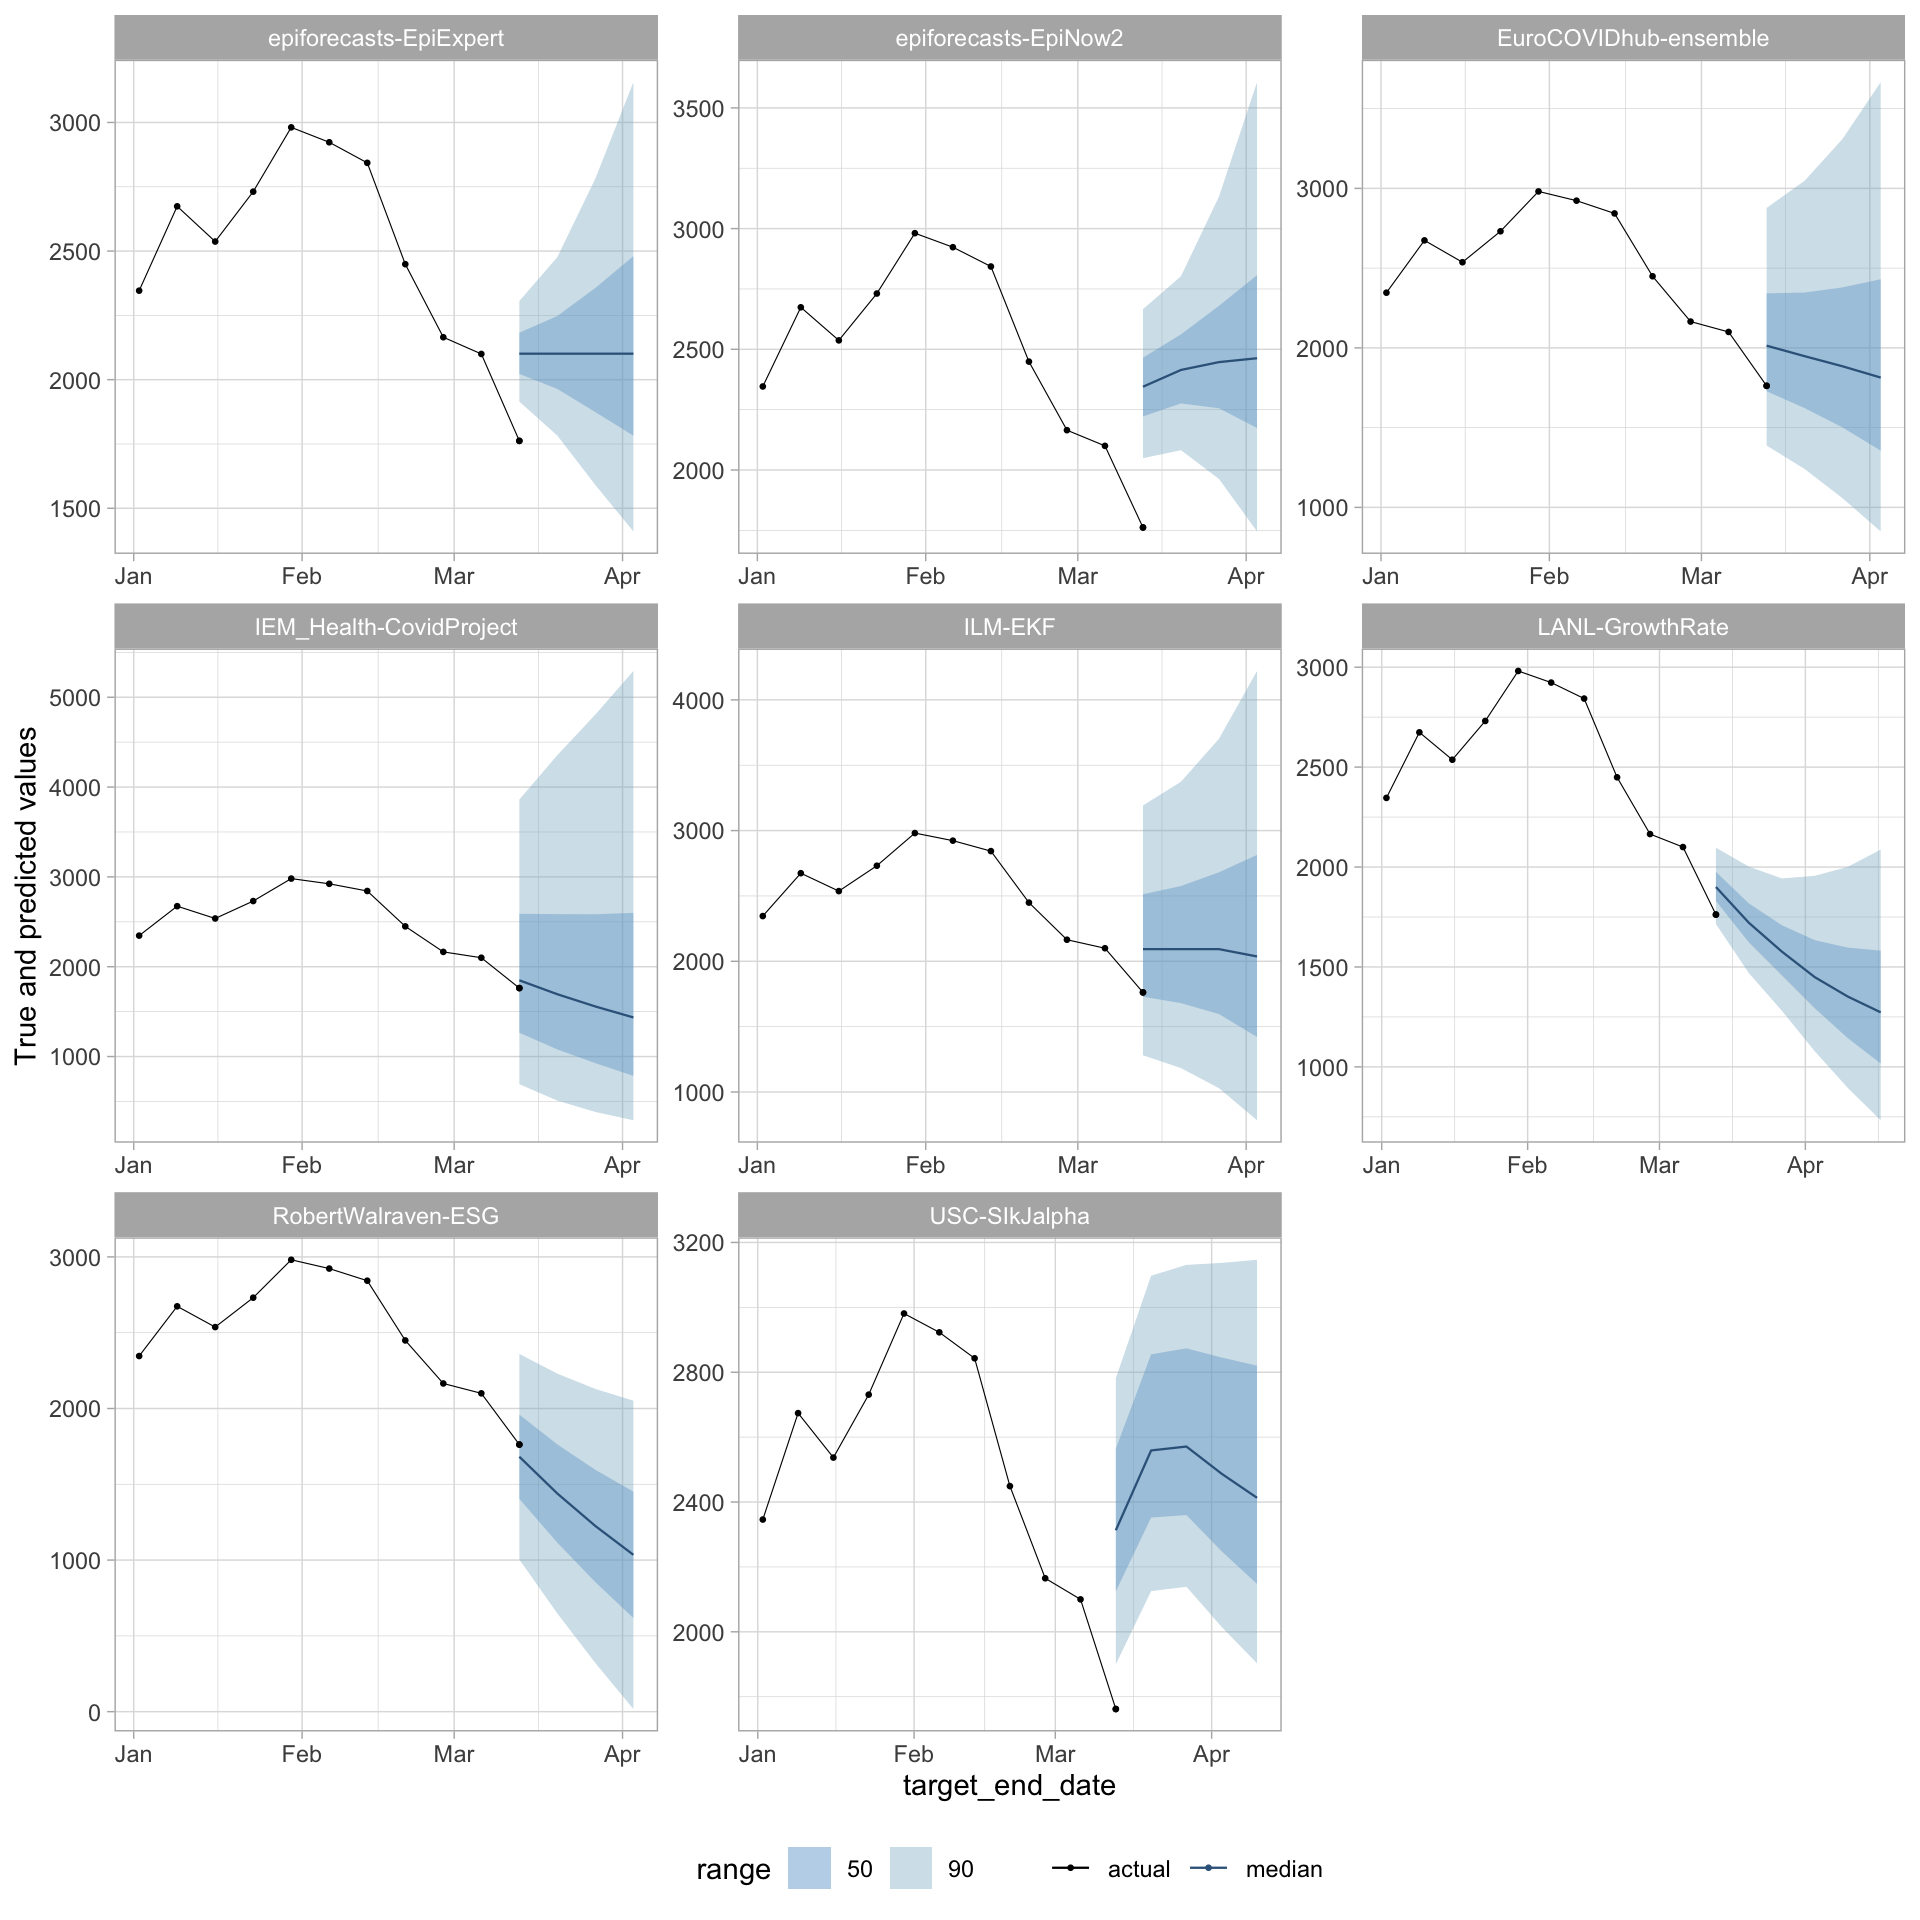 epiforecasts-EpiExpert
epiforecasts-EpiNow2
EuroCOVIDhub-ensemble
3000
2500
2000
1500
3500
3000
2500
2000
3000
2000
1000
Jan Feb Mar Apr
Jan Feb Mar Apr
Jan Feb Mar Apr
IEM_Health-CovidProject
ILM-EKF
LANL-GrowthRate
True and predicted values
5000
4000
3000
2000
1000
4000
3000
2000
1000
3000
2500
2000
1500
1000
Jan Feb Mar Apr
Jan Feb Mar Apr
Jan Feb Mar Apr
RobertWalraven-ESG
USC-SIkJalpha
3000
2000
1000
0
3200
2800
2400
2000
Jan Feb Mar Apr
Jan Feb Mar Apr
target_end_date
range 50 90 actual median